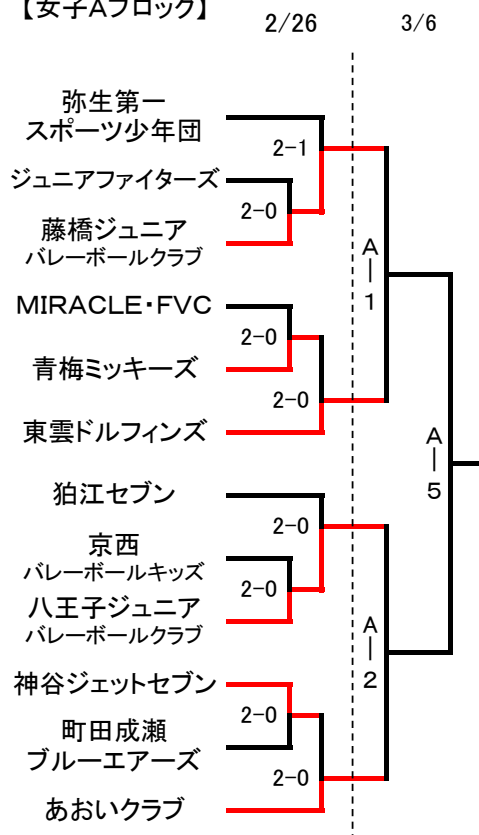 【女子Aブロック】
2/26
3/6
弥生第一
スポーツ少年団
2-1
ジュニアファイターズ
2-0
藤橋ジュニア
バレーボールクラブ
A
|
1
MIRACLE・FVC
2-0
青梅ミッキーズ
2-0
東雲ドルフィンズ
A
|
5
狛江セブン
2-0
京西
バレーボールキッズ
2-0
八王子ジュニア
バレーボールクラブ
A
|
2
神谷ジェットセブン
2-0
町田成瀬
ブルーエアーズ
2-0
あおいクラブ